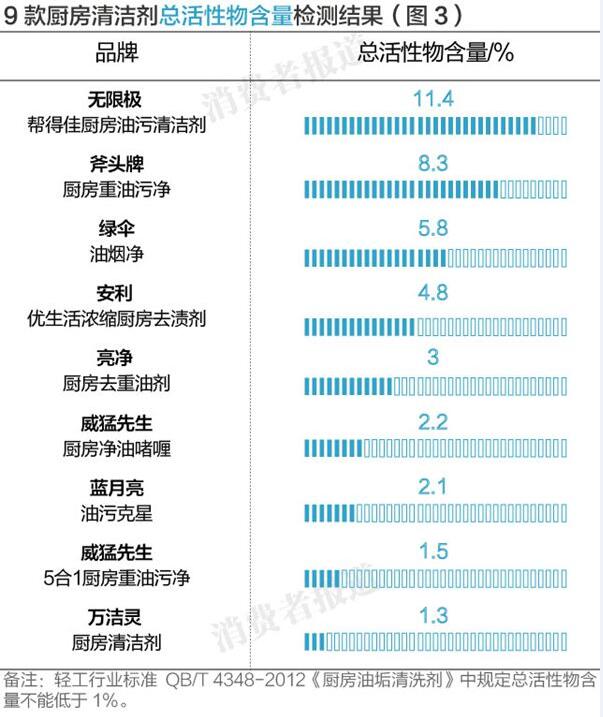 9 款厨房清洁剂总活性物含量检测结果（图 3）
品牌 总活性物含量/%
消费者报道
无限极 11.4
帮得佳厨房油污清洁剂
斧头牌 8.3
厨房重油污净
绿伞 5.8
油烟净
安利 4.8
优生活浓缩厨房去渍剂
亮净 3
厨房去重油剂
威猛先生 2.2
厨房净油啫喱
蓝月亮 2.1
油污克星
威猛先生 1.5
5合1厨房重油污净
万洁灵 1.3
厨房清洁剂
消费者报道
备注：轻工行业标准 QB/T 4348-2012《厨房油垢清洗剂》中规定总活性物含
量不能低于 1%。